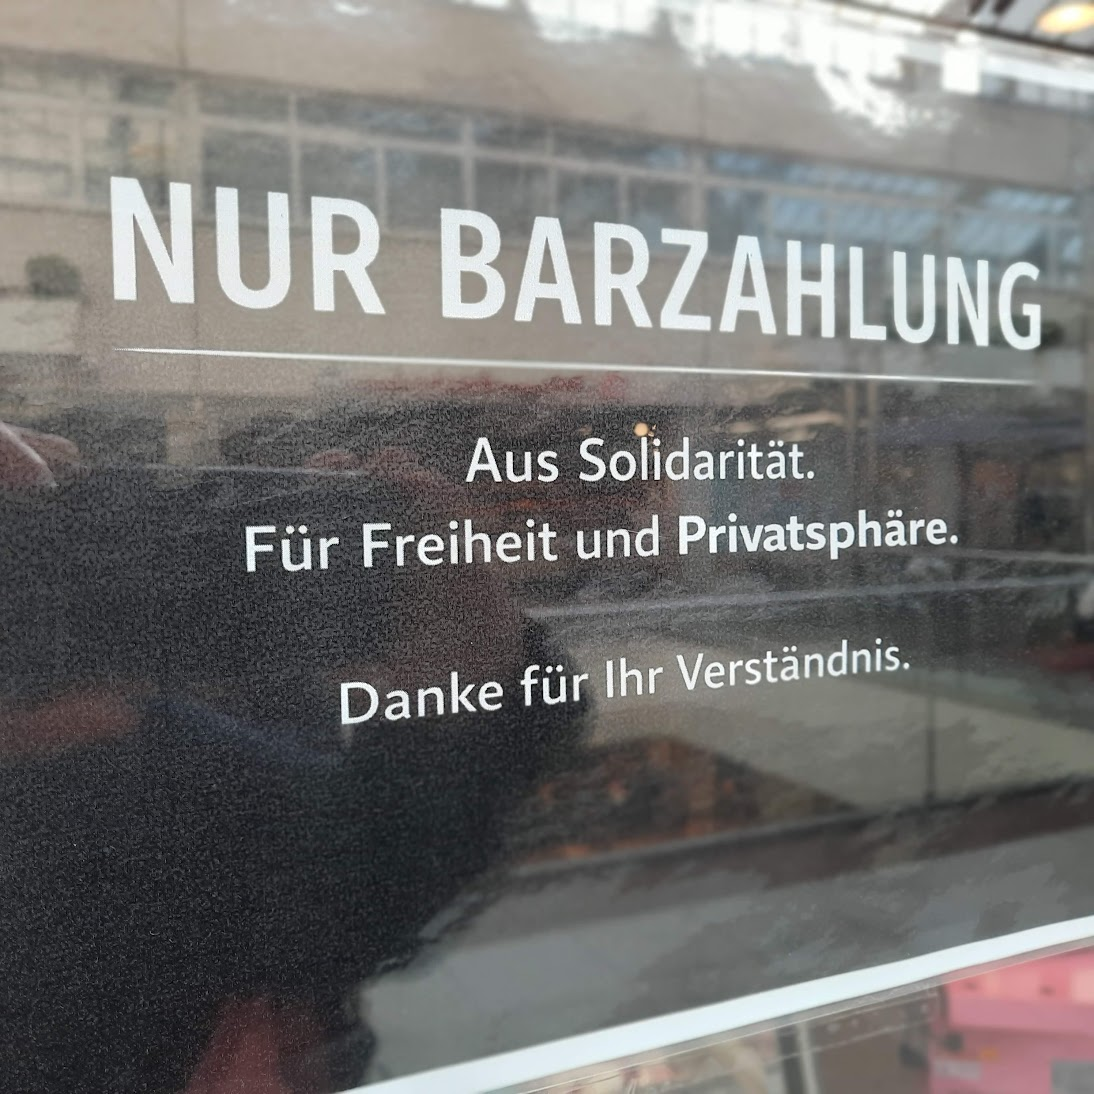 NUR BARZAHLUNG
Aus Solidarität.
Für Freiheit und Privatsphäre.
Danke für Ihr Verständnis.